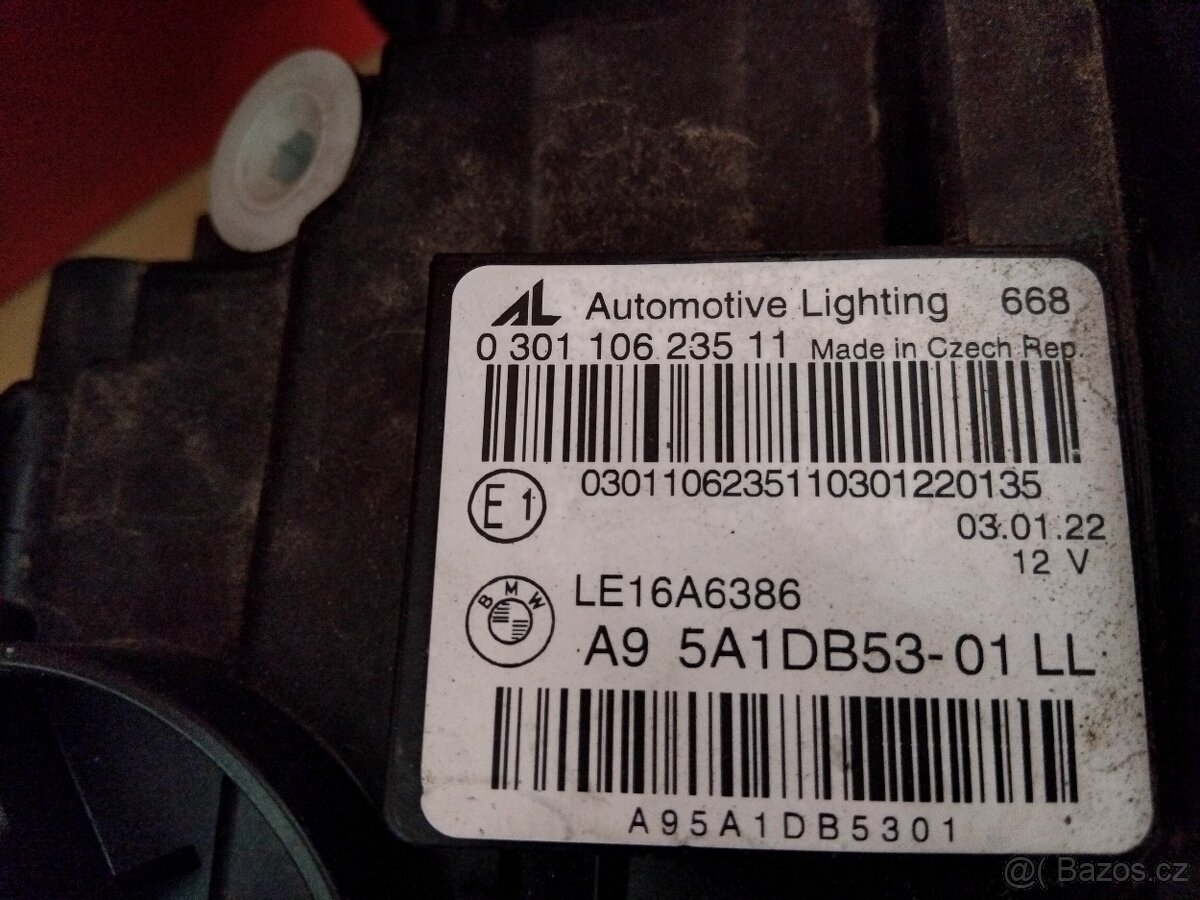 AL Automotive Lighting 668
0 301 106 235 11 Made in Czech Rep.
03011062351103012201​35
E1
03.01.22
12 V
BMW
LE16A6386
A9 5A1DB53-01 LL
A95A1DB5301
@( Bazos.cz